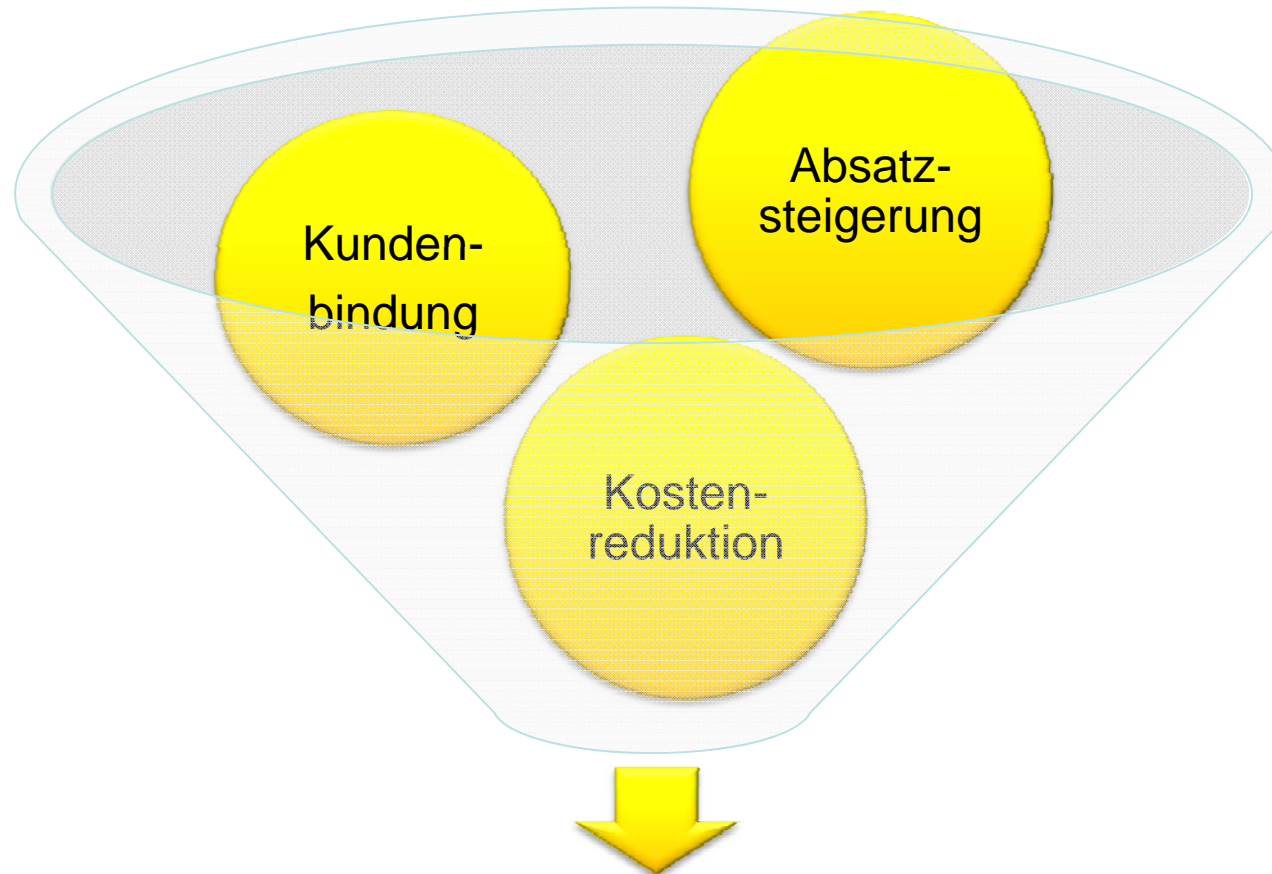 Absatz-
steigerung
Kunden-
bindung
Kosten-
reduktion